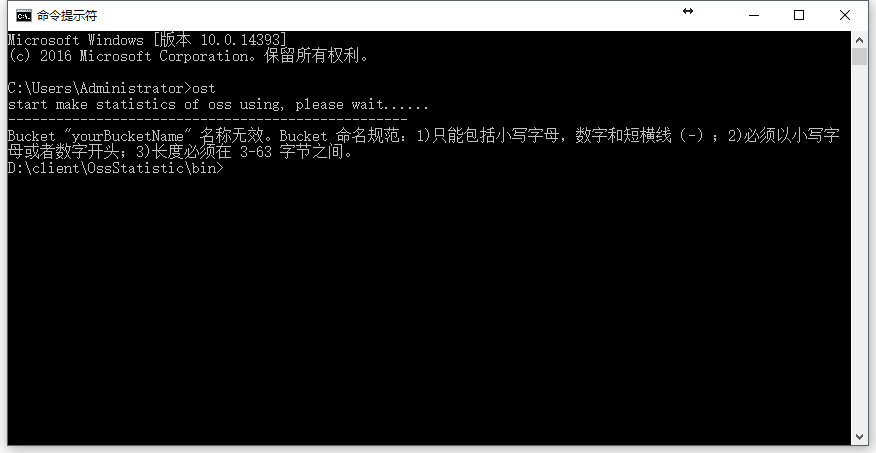 命令提示符
Microsoft Windows [版本 10.0.14393]
(c) 2016 Microsoft Corporation。保留所有权利。
C:\Users\Administrator>ost
start make statistics of oss using, please wait......
--------------------------------------------------
Bucket "yourBucketName" 名称无效。Bucket 命名规范：1)只能包括小写字母，数字和短横线（-）；2)必须以小写字
母或者数字开头；3)长度必须在 3-63 字节之间。
D:\client\OssStatistic\bin>